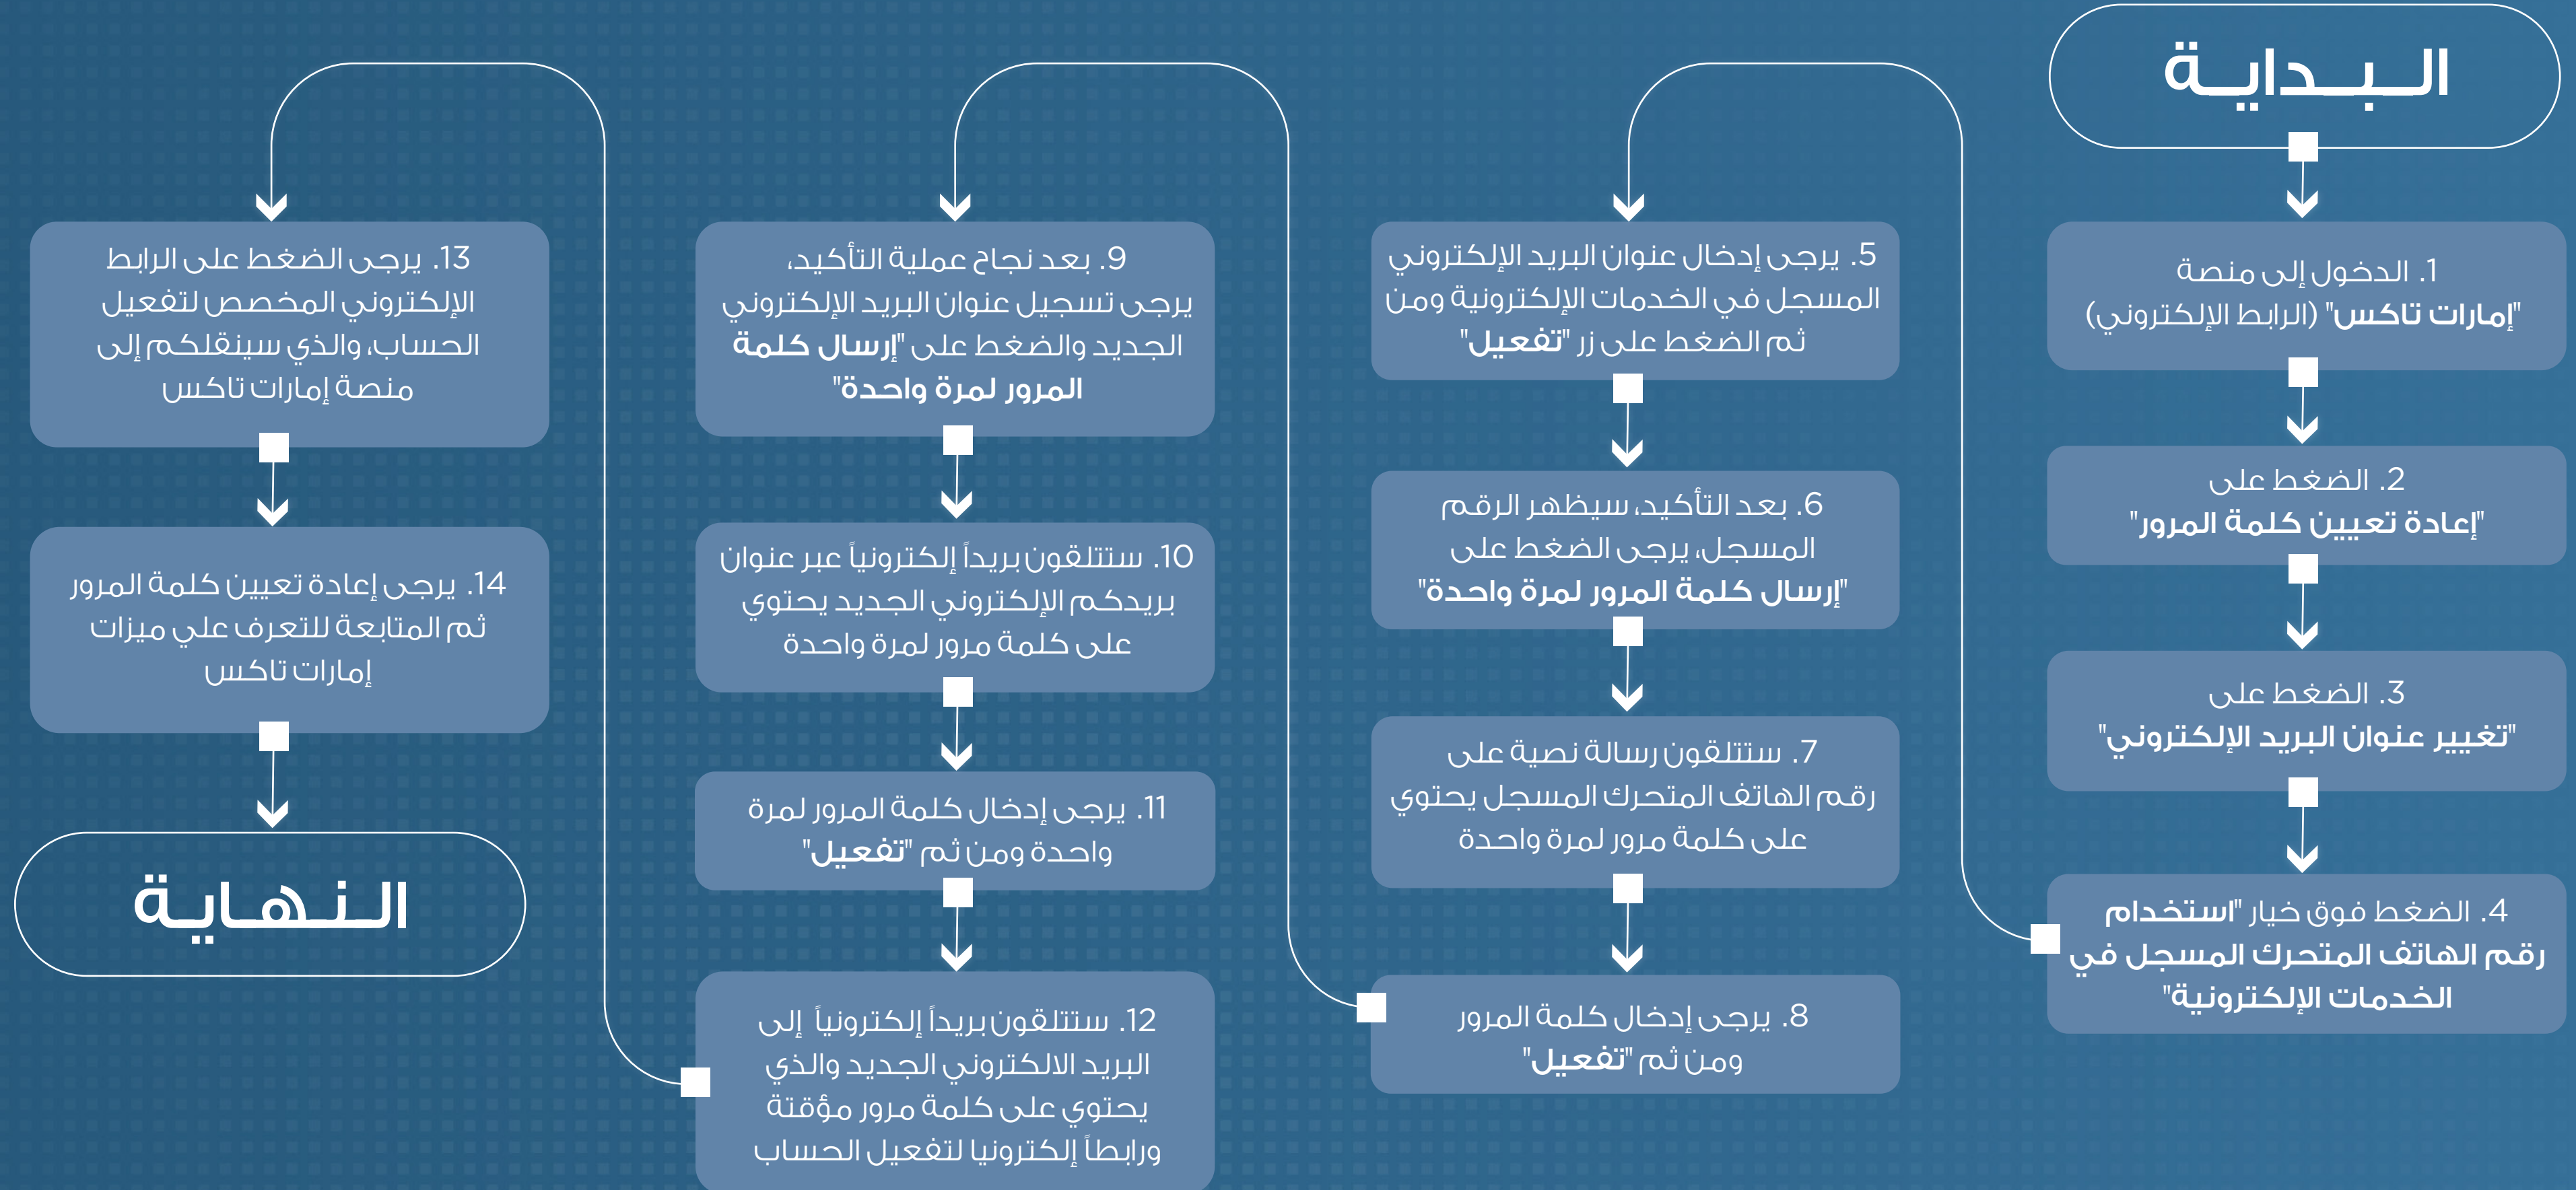 البداية
1. الدخول إلى منصة
"إمارات تاكس" (الرابط الإلكتروني)
2. الضغط على
"إعادة تعيين كلمة المرور"
3. الضغط على
"تغيير عنوان البريد الإلكتروني"
4. الضغط فوق خيار "استخدام
رقم الهاتف المتحرك المسجل في
الخدمات الإلكترونية"
5. يرجى إدخال عنوان البريد الإلكتروني
المسجل في الخدمات الإلكترونية ومن
ثم الضغط على زر "تفعيل"
6. بعد التأكيد، سيظهر الرقم
المسجل، يرجى الضغط على
"إرسال كلمة المرور لمرة واحدة"
7. ستتلقون رسالة نصية على
رقم الهاتف المتحرك المسجل يحتوي
على كلمة مرور لمرة واحدة
8. يرجى إدخال كلمة المرور
ومن ثم "تفعيل"
9. بعد نجاح عملية التأكيد،
يرجى تسجيل عنوان البريد الإلكتروني
الجديد والضغط على "إرسال كلمة
المرور لمرة واحدة"
10. ستتلقون بريداً إلكترونياً عبر عنوان
بريدكم الإلكتروني الجديد يحتوي
على كلمة مرور لمرة واحدة
11. يرجى إدخال كلمة المرور لمرة
واحدة ومن ثم "تفعيل"
12. ستتلقون بريداً إلكترونياً إلى
البريد الالكتروني الجديد والذي
يحتوي على كلمة مرور مؤقتة
ورابطاً إلكترونيا لتفعيل الحساب
13. يرجى الضغط على الرابط
الإلكتروني المخصص لتفعيل
الحساب، والذي سينقلكم إلى
منصة إمارات تاكس
14. يرجى إعادة تعيين كلمة المرور
ثم المتابعة للتعرف علي ميزات
إمارات تاكس
النهاية